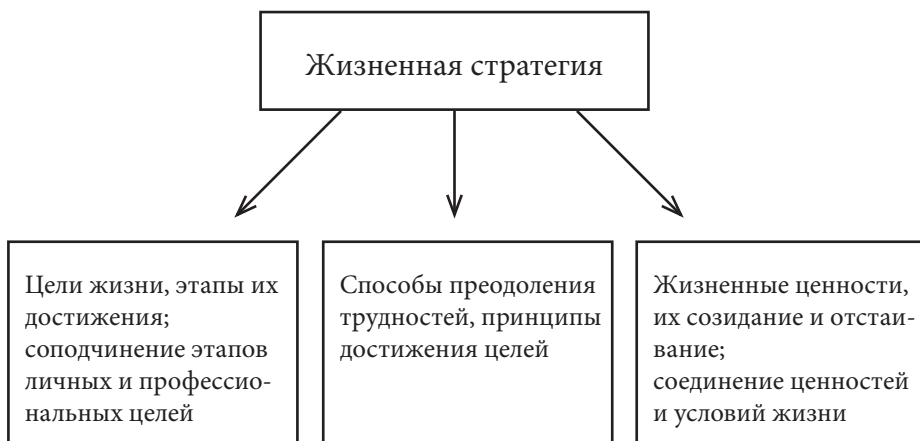 Жизненная стратегия
Цели жизни, этапы их
достижения;
соподчинение этапов
личных и профессио-
нальных целей
Способы преодоления
трудностей, принципы
достижения целей
Жизненные ценности,
их созидание и отстаи-
вание;
соединение ценностей
и условий жизни